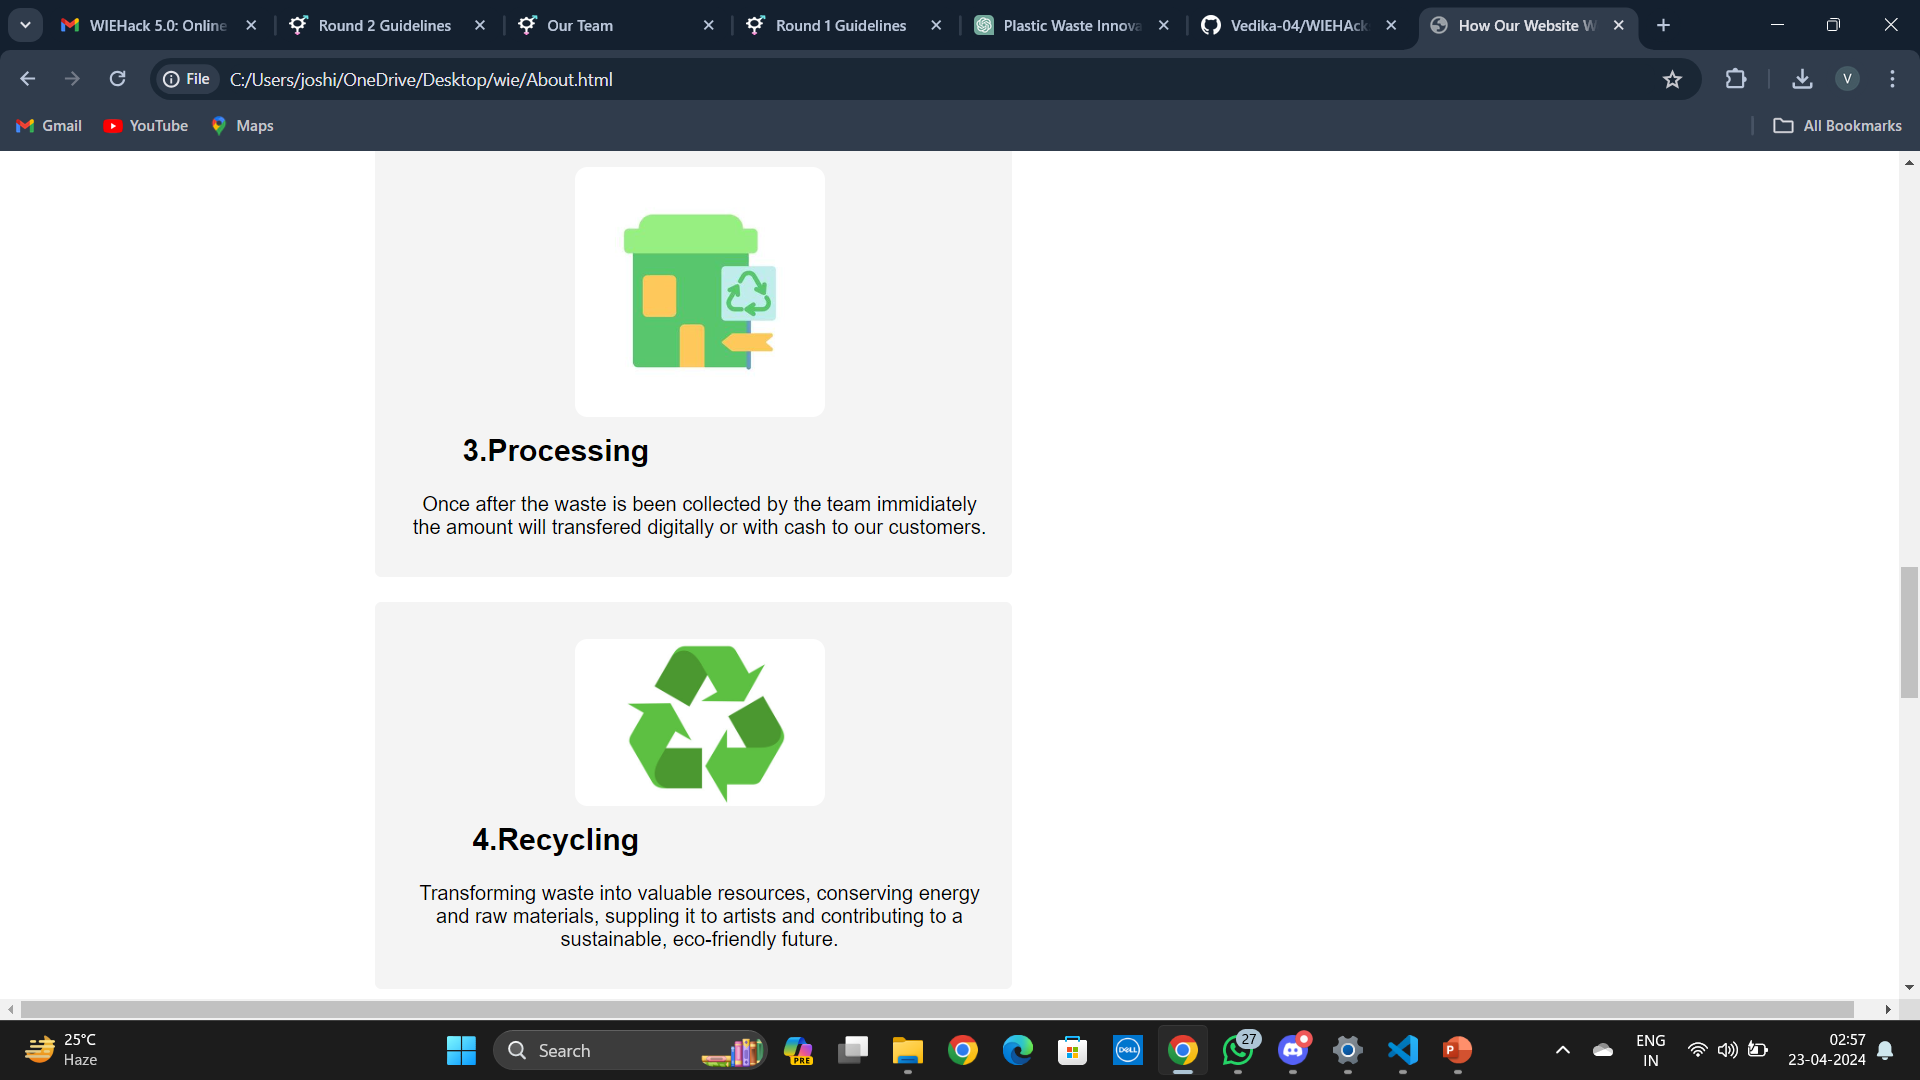 WIEHack 5.0: Online
Round 2 Guidelines
Our Team
Round 1 Guidelines
Plastic Waste Innova
Vedika-04/WIEHAck
How Our Website W
File
C:/Users/joshi/OneDrive/Desktop/wie/About.html
V
Gmail
YouTube
Maps
All Bookmarks
3.Processing
Once after the waste is been collected by the team immidiately
the amount will transfered digitally or with cash to our customers.
4.Recycling
Transforming waste into valuable resources, conserving energy
and raw materials, suppling it to artists and contributing to a
sustainable, eco-friendly future.
25°C
Haze
Search
PRE
DELL
27
P
ENG
IN
02:57
23-04-2024